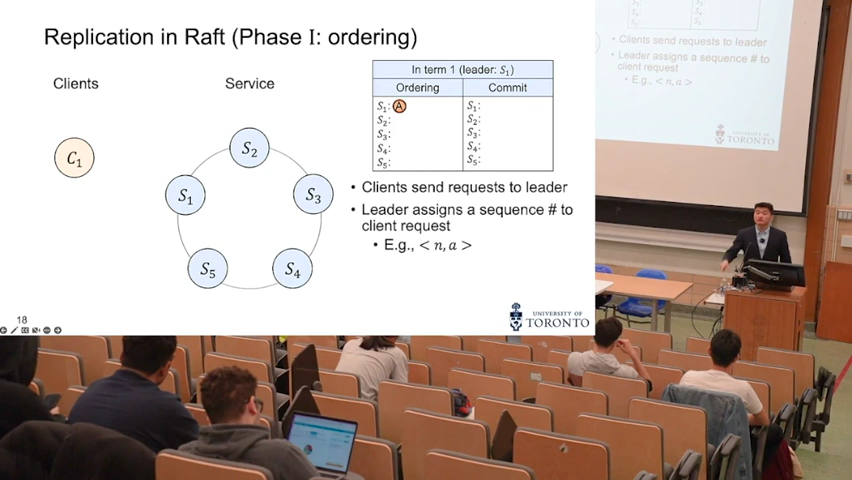 Replication in Raft (Phase I: ordering)
Clients
Service
In term 1 (leader: S₁)
Ordering
Commit
S₁: A
S₁:
S₂:
S₂:
S₃:
S₃:
S₄:
S₄:
S₅:
S₅:
C₁
S₂
S₁
S₃
S₅
S₄
• Clients send requests to leader
• Leader assigns a sequence # to
client request
• E.g., < n, a >
18
UNIVERSITY OF
TORONTO
• Clients send requests to leader
• Leader assigns a sequence # to
client request
• E.g., < n, a >
UNIVERSITY OF
TORONTO